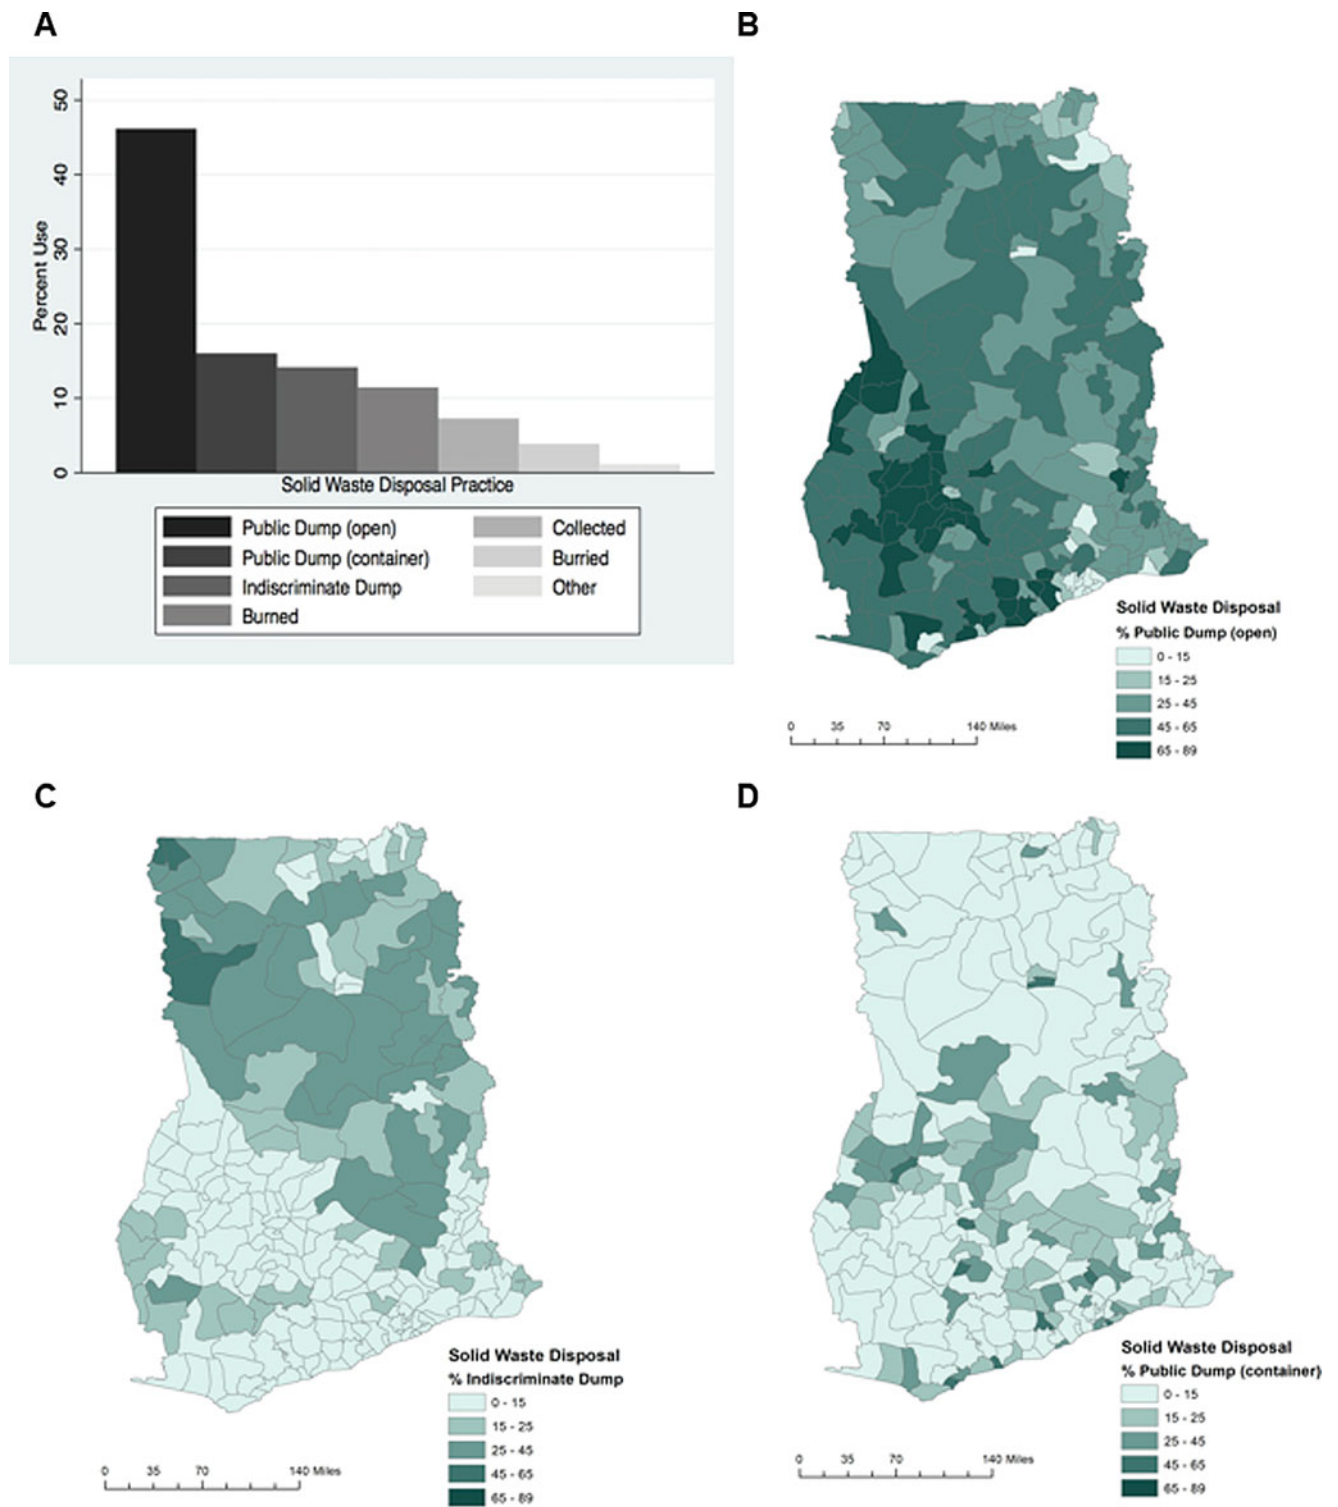 A
B
50
40
30
20
10
0
Percent Use
Solid Waste Disposal Practice
Public Dump (open)
Collected
Public Dump (container)
Burried
Indiscriminate Dump
Other
Burned
Solid Waste Disposal
% Public Dump (open)
0 - 15
15 - 25
25 - 45
45 - 65
65 - 89
0 35 70 140 Miles
C
D
Solid Waste Disposal
% Indiscriminate Dump
0 - 15
15 - 25
25 - 45
45 - 65
65 - 89
0 35 70 140 Miles
Solid Waste Disposal
% Public Dump (container)
0 - 15
15 - 25
25 - 45
45 - 65
65 - 89
0 35 70 140 Miles